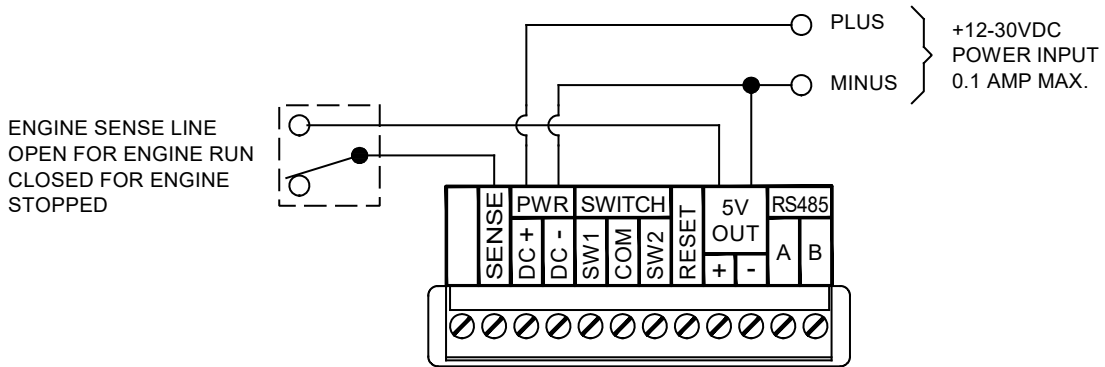 PLUS
MINUS
+12-30VDC
POWER INPUT
0.1 AMP MAX.
ENGINE SENSE LINE
OPEN FOR ENGINE RUN
CLOSED FOR ENGINE
STOPPED
SENSE
PWR
DC +
DC -
SWITCH
SW1
COM
SW2
RESET
5V
OUT
+ -
RS485
A B